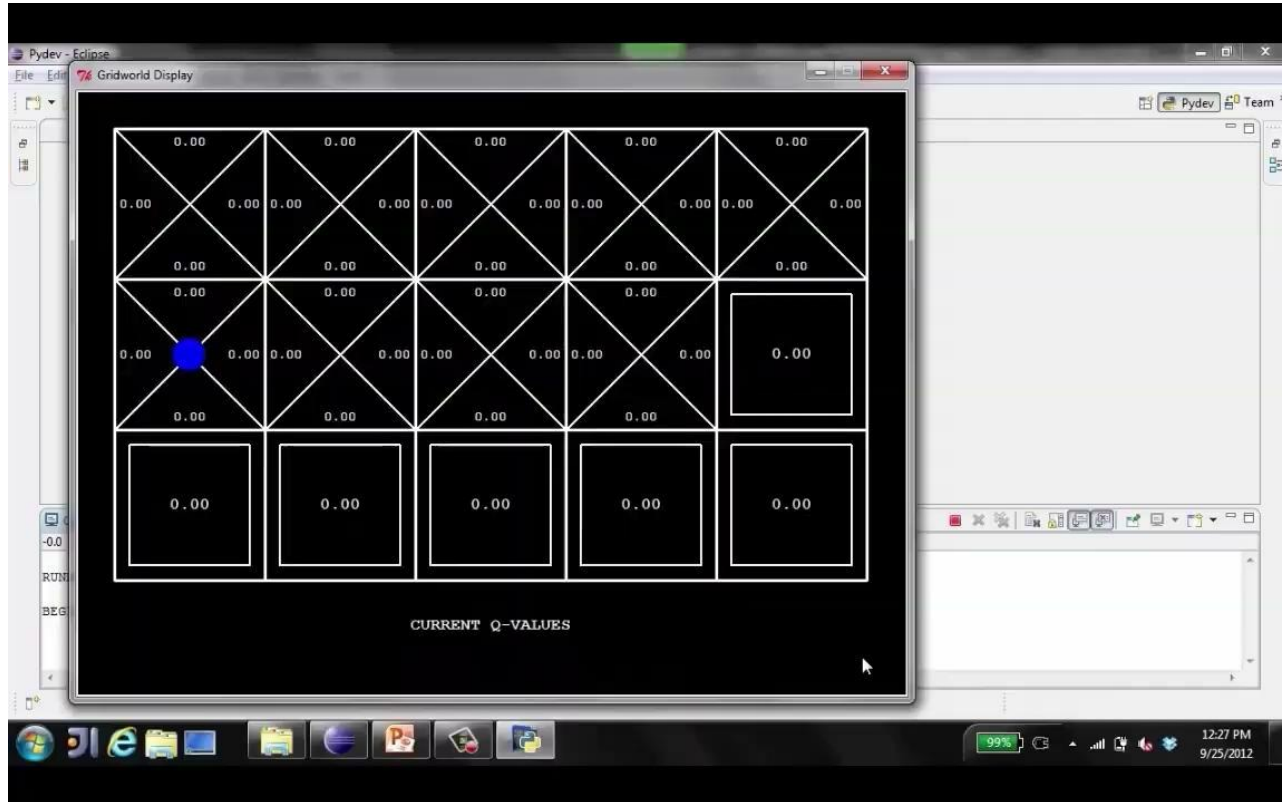 Pydev - Eclipse
File Edit
Gridworld Display
Pydev Team
0.00 0.00 0.00 0.00 0.00
0.00 0.00 0.00 0.00 0.00 0.00 0.00 0.00 0.00 0.00
0.00 0.00 0.00 0.00 0.00
0.00 0.00 0.00 0.00
0.00 0.00 0.00 0.00 0.00 0.00 0.00 0.00 0.00
0.00 0.00 0.00 0.00
0.00 0.00 0.00 0.00 0.00
-0.0
RUN
BEG
CURRENT Q-VALUES
99%
12:27 PM
9/25/2012